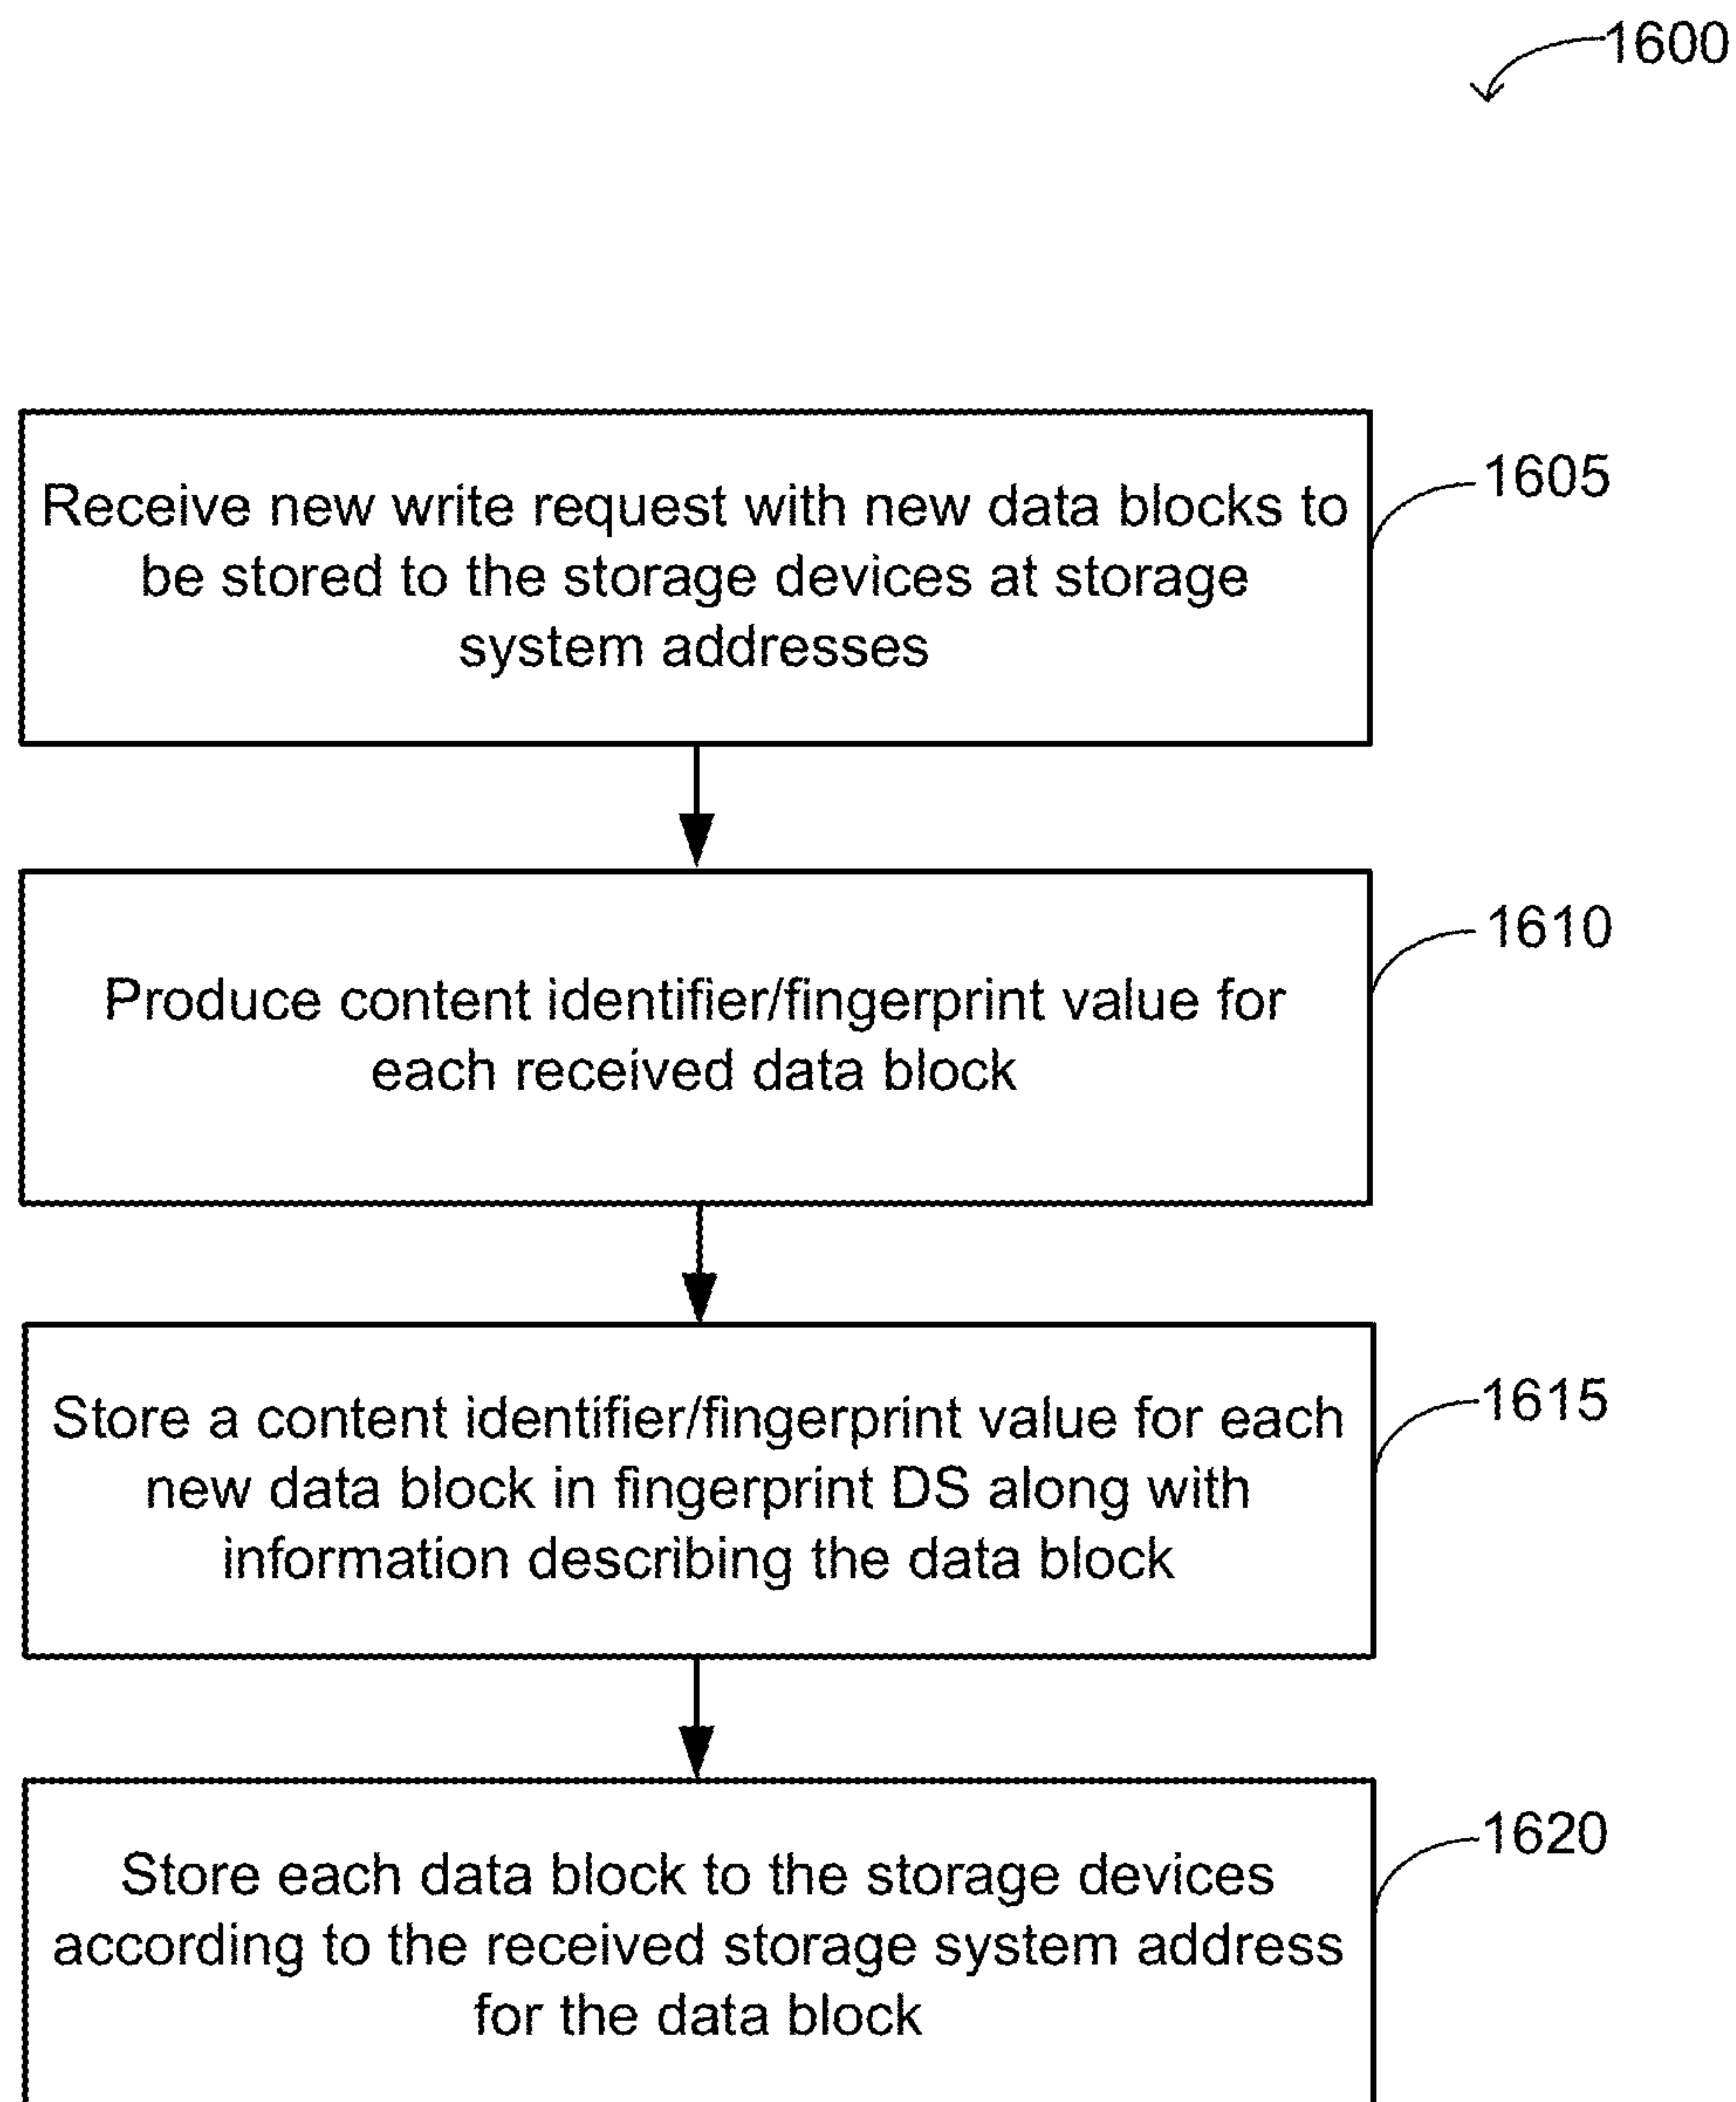 1600
Receive new write request with new data blocks to
be stored to the storage devices at storage
system addresses
1605
Produce content identifier/fingerprint value for
each received data block
1610
Store a content identifier/fingerprint value for each
new data block in fingerprint DS along with
information describing the data block
1615
Store each data block to the storage devices
according to the received storage system address
for the data block
1620